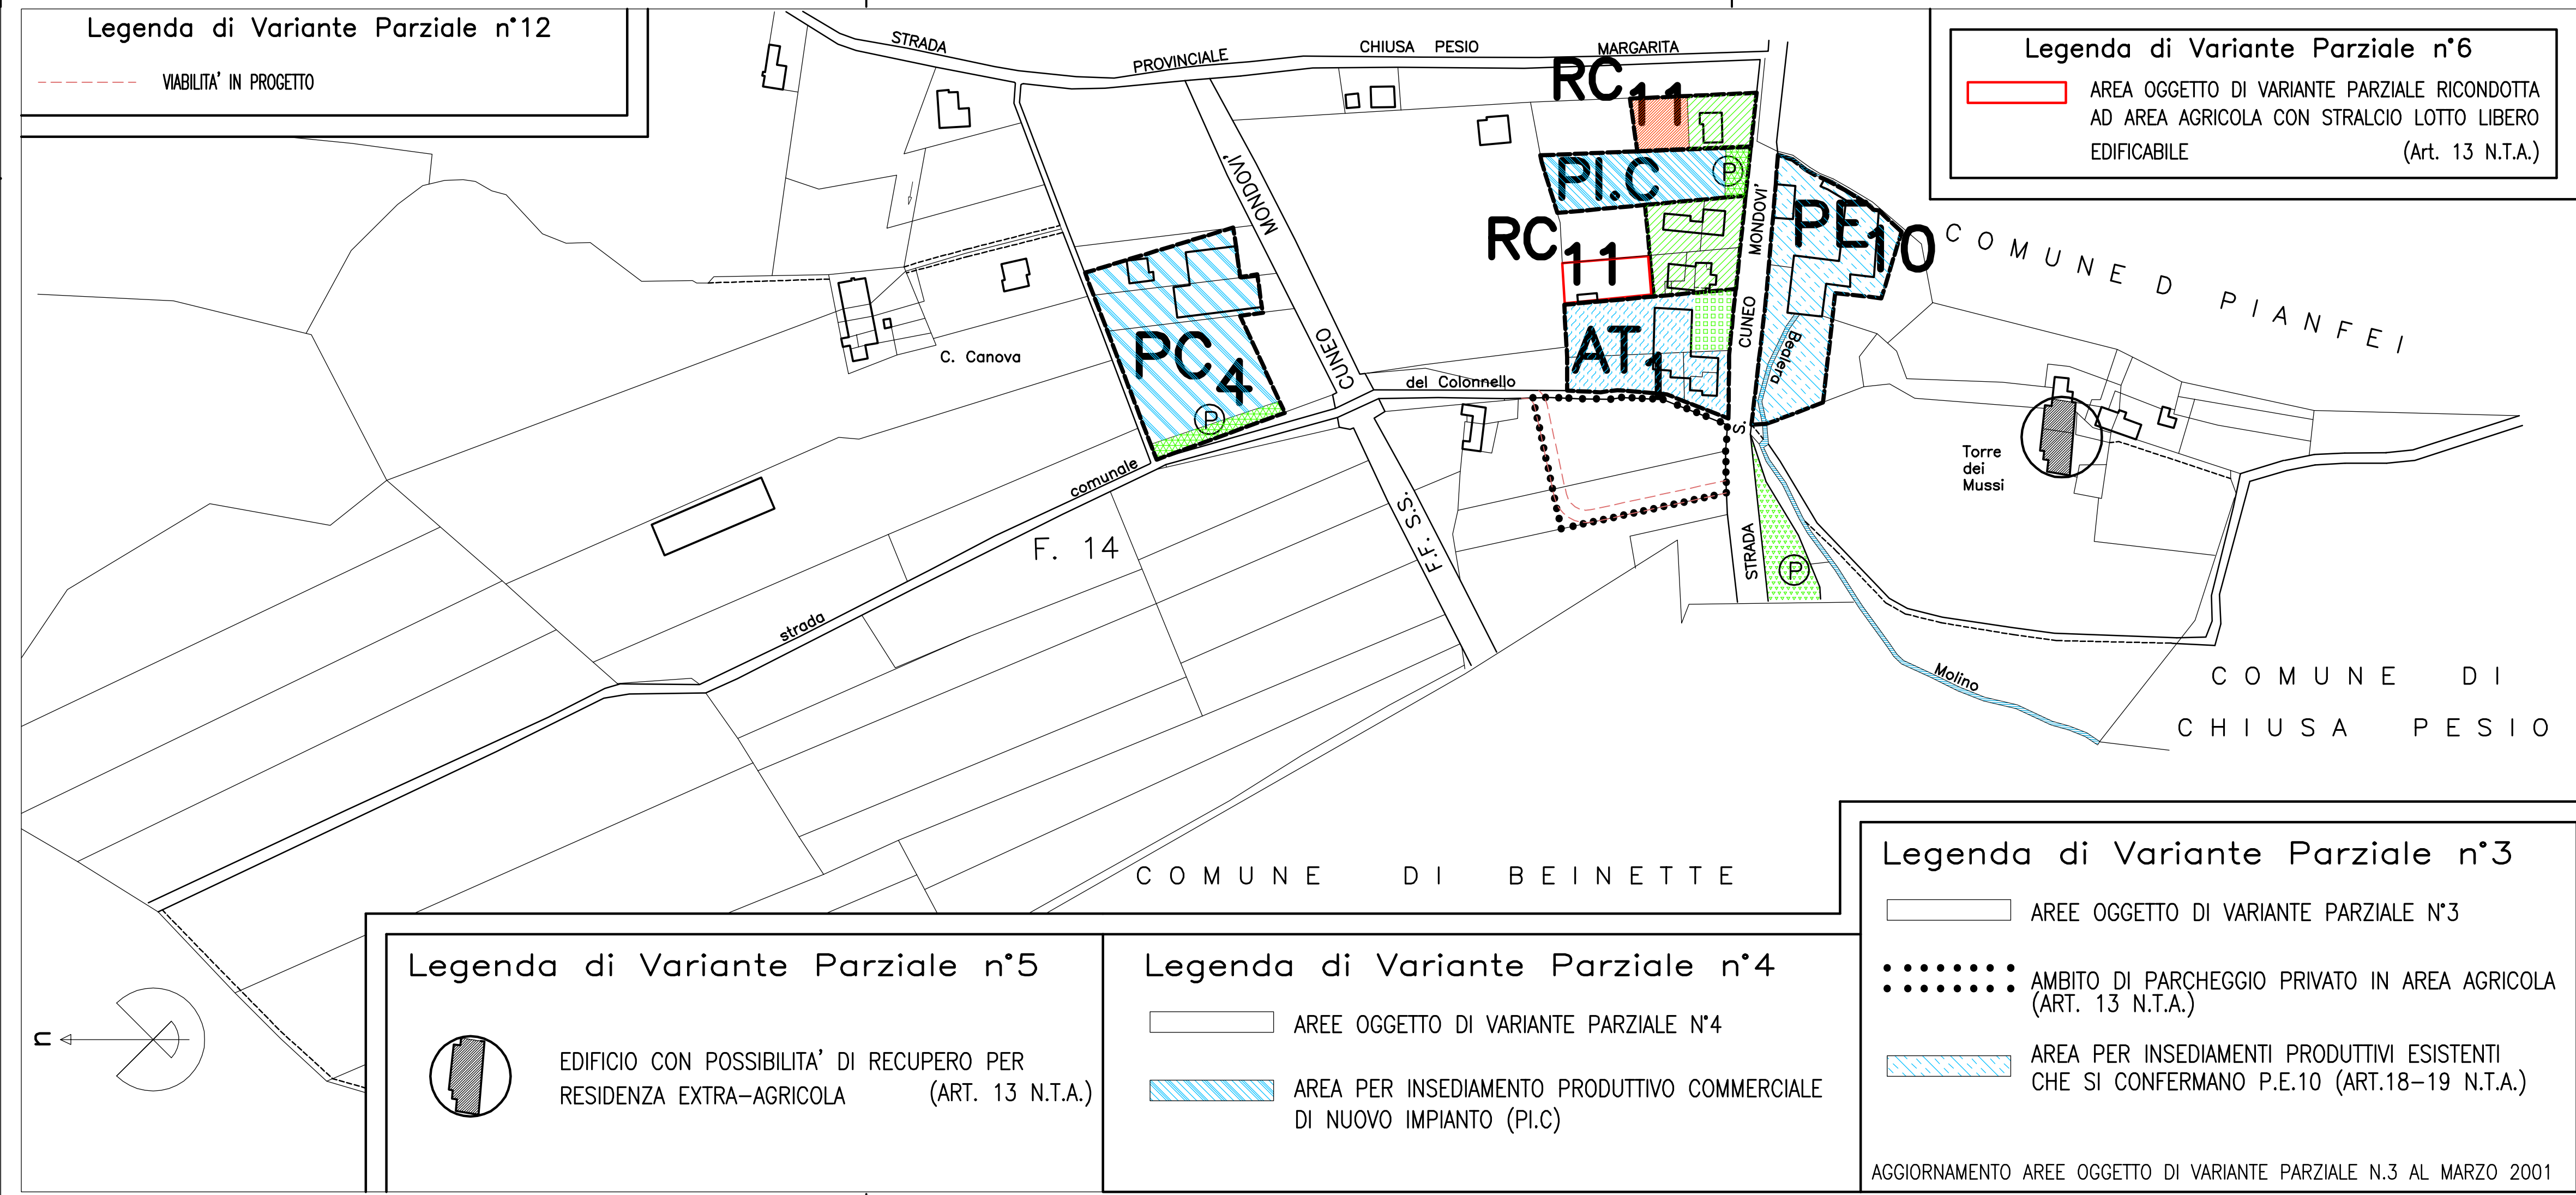 Legenda di Variante Parziale n°12
VIABILITA' IN PROGETTO
Legenda di Variante Parziale n°6
AREA OGGETTO DI VARIANTE PARZIALE RICONDOTTA
AD AREA AGRICOLA CON STRALCIO LOTTO LIBERO
EDIFICABILE (Art. 13 N.T.A.)
STRADA PROVINCIALE CHIUSA PESIO MARGARITA
RC11
PI.C
P
RC11
PE10
AT1
PC4
P
MONDOVI'
CUNEO
MONDOVI'
CUNEO
S.
STRADA
P
Bealera
COMUNE D PIANFEI
C. Canova
del Colonnello
comunale
strada
F. 14
F.F. S.S.
Torre
dei
Mussi
Molino
COMUNE DI
CHIUSA PESIO
COMUNE DI BEINETTE
n
Legenda di Variante Parziale n°5
EDIFICIO CON POSSIBILITA' DI RECUPERO PER
RESIDENZA EXTRA-AGRICOLA (ART. 13 N.T.A.)
Legenda di Variante Parziale n°4
AREE OGGETTO DI VARIANTE PARZIALE N°4
AREA PER INSEDIAMENTO PRODUTTIVO COMMERCIALE
DI NUOVO IMPIANTO (PI.C)
Legenda di Variante Parziale n°3
AREE OGGETTO DI VARIANTE PARZIALE N°3
AMBITO DI PARCHEGGIO PRIVATO IN AREA AGRICOLA
(ART. 13 N.T.A.)
AREA PER INSEDIAMENTI PRODUTTIVI ESISTENTI
CHE SI CONFERMANO P.E.10 (ART.18-19 N.T.A.)
AGGIORNAMENTO AREE OGGETTO DI VARIANTE PARZIALE N.3 AL MARZO 2001